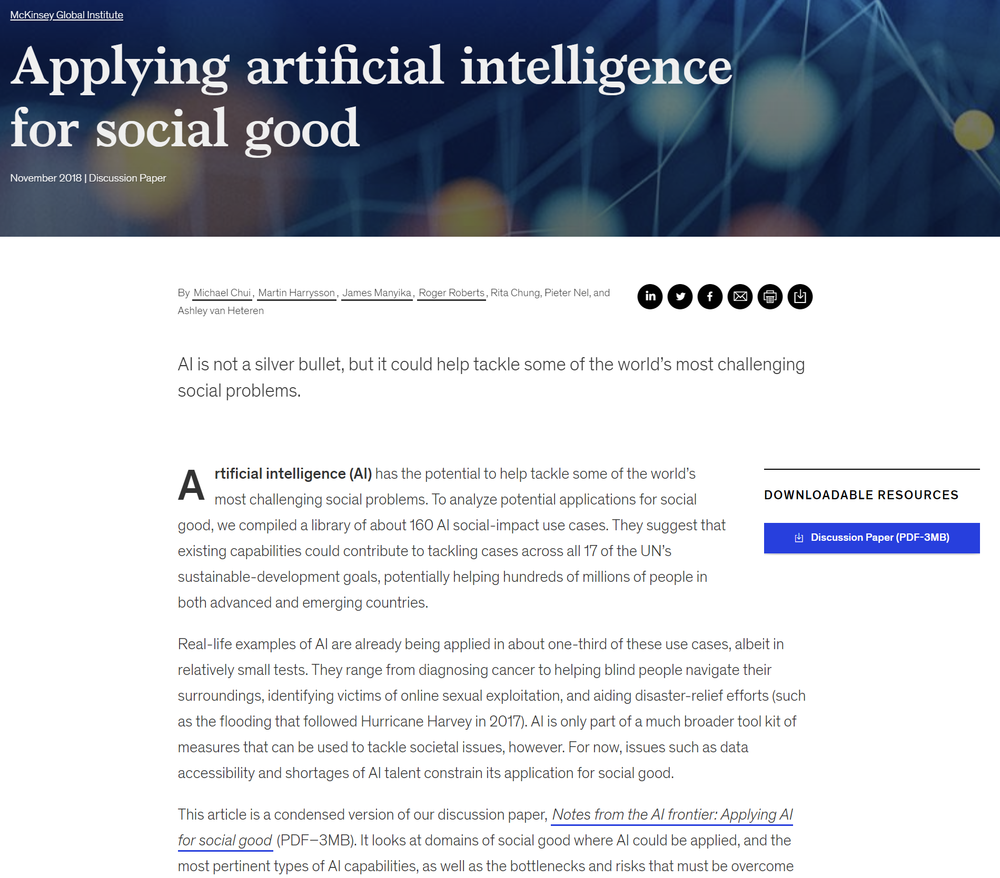 McKinsey Global Institute
Applying artificial intelligence
for social good
November 2018 | Discussion Paper
By Michael Chui, Martin Harrysson, James Manyika, Roger Roberts, Rita Chung, Pieter Nel, and
Ashley van Heteren
in
f
AI is not a silver bullet, but it could help tackle some of the world’s most challenging
social problems.
Artificial intelligence (AI) has the potential to help tackle some of the world’s
most challenging social problems. To analyze potential applications for social
good, we compiled a library of about 160 AI social-impact use cases. They suggest that
existing capabilities could contribute to tackling cases across all 17 of the UN’s
sustainable-development goals, potentially helping hundreds of millions of people in
both advanced and emerging countries.
DOWNLOADABLE RESOURCES
Discussion Paper (PDF-3MB)
Real-life examples of AI are already being applied in about one-third of these use cases, albeit in
relatively small tests. They range from diagnosing cancer to helping blind people navigate their
surroundings, identifying victims of online sexual exploitation, and aiding disaster-relief efforts (such
as the flooding that followed Hurricane Harvey in 2017). AI is only part of a much broader tool kit of
measures that can be used to tackle societal issues, however. For now, issues such as data
accessibility and shortages of AI talent constrain its application for social good.
This article is a condensed version of our discussion paper, Notes from the AI frontier: Applying AI
for social good (PDF–3MB). It looks at domains of social good where AI could be applied, and the
most pertinent types of AI capabilities, as well as the bottlenecks and risks that must be overcome